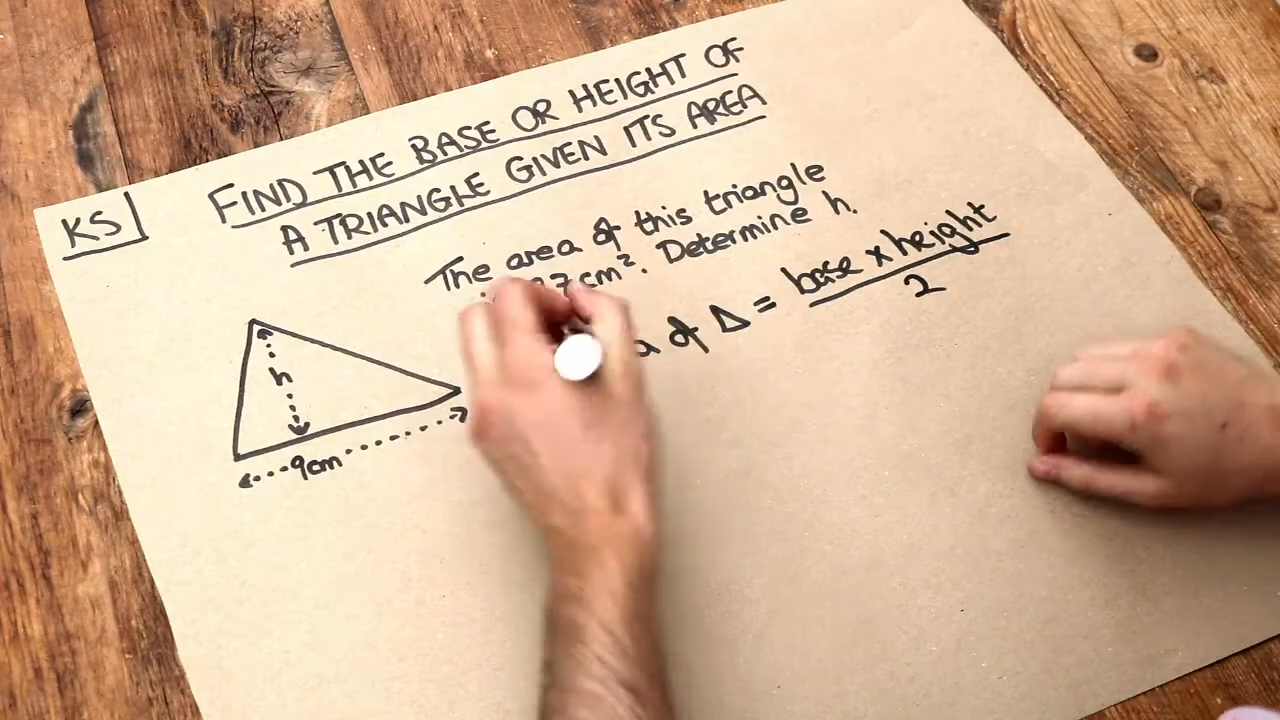 KS
FIND THE BASE OR HEIGHT OF
A TRIANGLE GIVEN ITS AREA
The area of this triangle
7cm². Determine h.
a of Δ = base x height
2
h
9cm